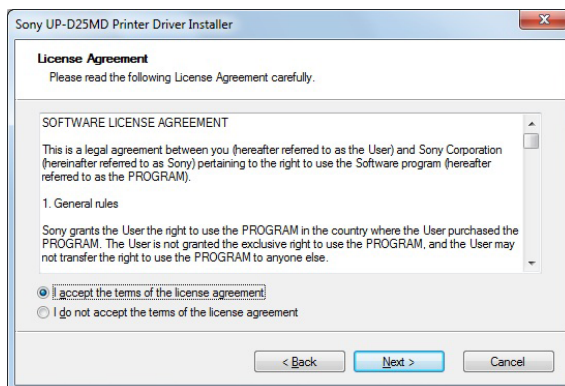 Sony UP-D25MD Printer Driver Installer
License Agreement
Please read the following License Agreement carefully.
SOFTWARE LICENSE AGREEMENT
This is a legal agreement between you (hereafter referred to as the User) and Sony Corporation
(hereinafter referred to as Sony) pertaining to the right to use the Software program (hereafter
referred to as the PROGRAM).
1. General rules
Sony grants the User the right to use the PROGRAM in the country where the User purchased the
PROGRAM. The User is not granted the exclusive right to use the PROGRAM, and the User may
not transfer the right to use the PROGRAM to anyone else.
I accept the terms of the license agreement
I do not accept the terms of the license agreement
< Back
Next >
Cancel